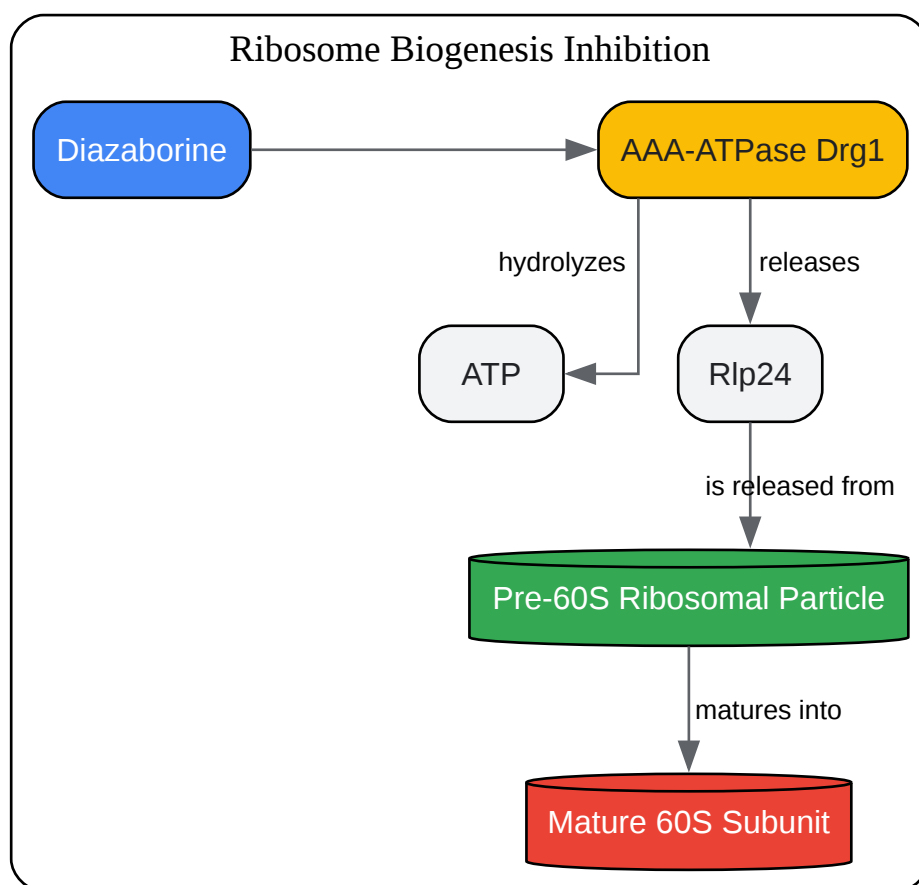 Ribosome Biogenesis Inhibition
Diazaborine
AAA-ATPase Drg1
hydrolyzes
releases
ATP
Rlp24
is released from
Pre-60S Ribosomal Particle
matures into
Mature 60S Subunit